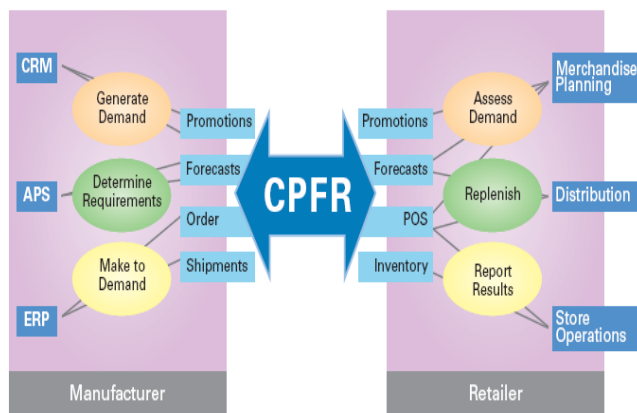 CRM
Generate
Demand
Promotions
APS
Determine
Requirements
Forecasts
Order
Make to
Demand
Shipments
ERP
Manufacturer
CPFR
Promotions
Assess
Demand
Merchandise
Planning
Forecasts
Replenish
Distribution
POS
Inventory
Report
Results
Store
Operations
Retailer